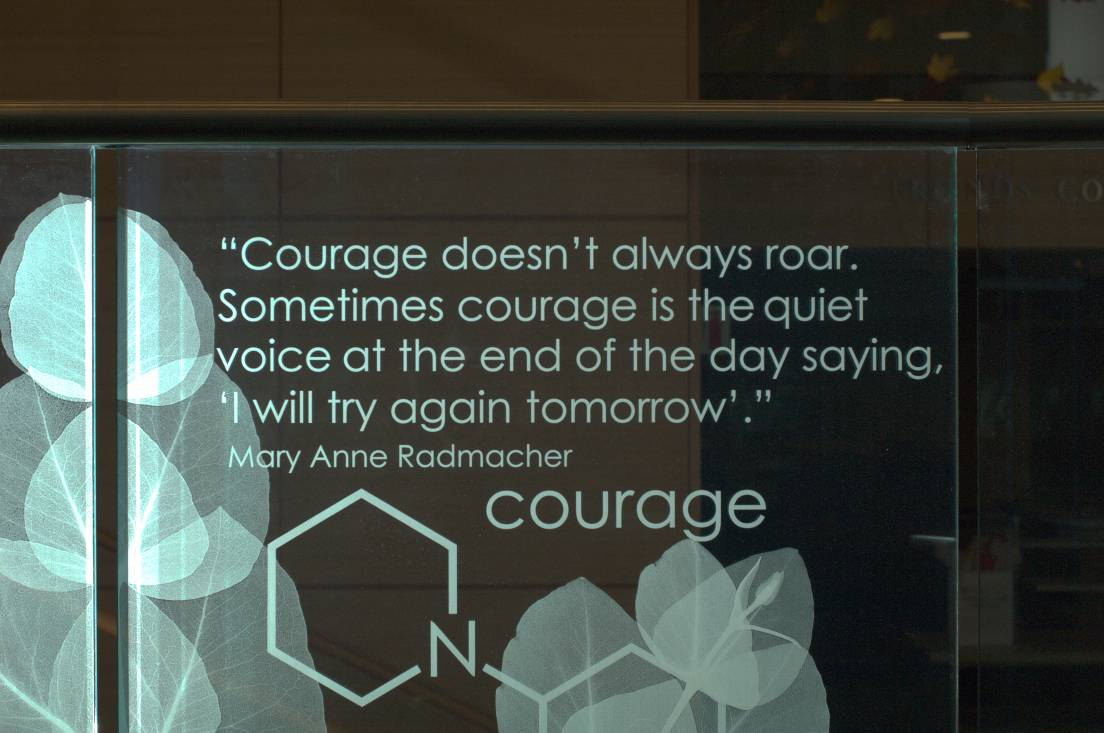 “Courage doesn’t always roar.
Sometimes courage is the quiet
voice at the end of the day saying,
‘I will try again tomorrow’.”
Mary Anne Radmacher
courage
N